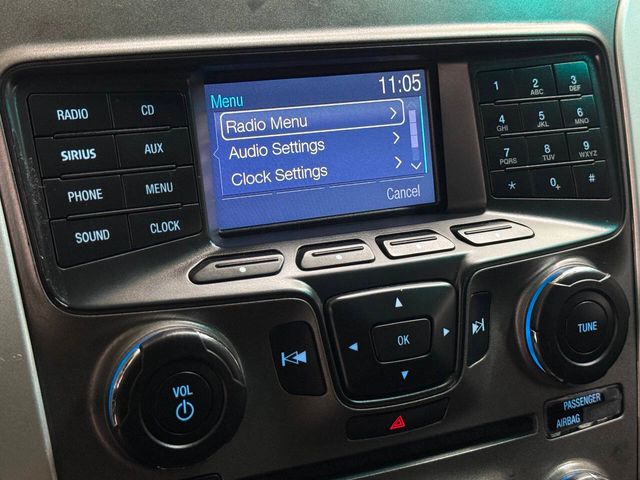 11:05
Menu
Radio Menu
Audio Settings
Clock Settings
Cancel
RADIO
CD
SIRIUS
AUX
PHONE
MENU
SOUND
CLOCK
1
2
ABC
3
DEF
4
GHI
5
JKL
6
MNO
7
PQRS
8
TUV
9
WXYZ
*
0
#
OK
VOL
TUNE
PASSENGER
AIRBAG